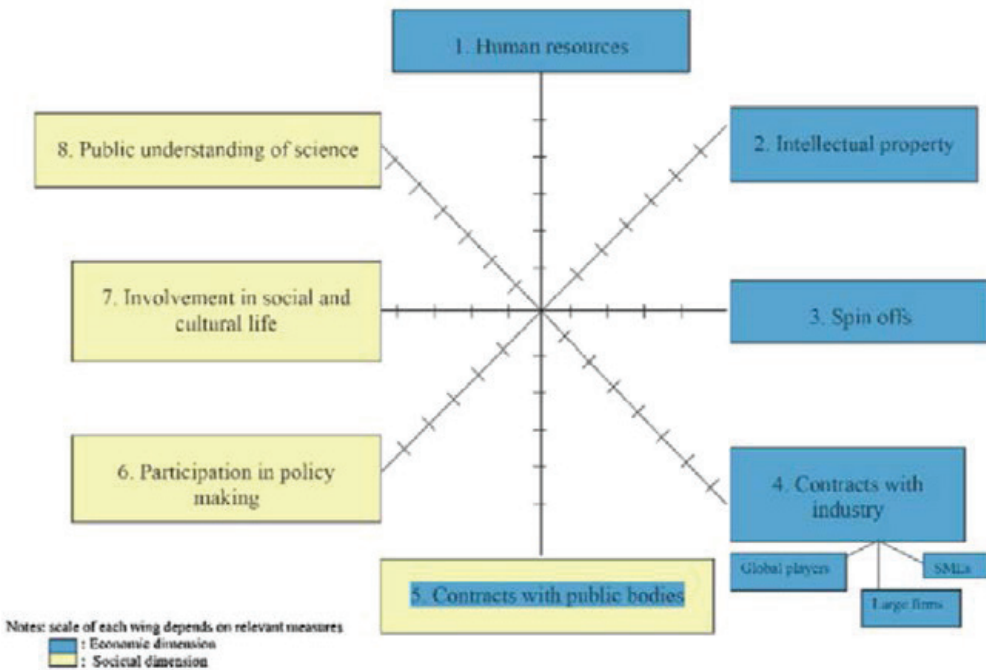 1. Human resources
8. Public understanding of science
2. Intellectual property
7. Involvement in social and
cultural life
3. Spin offs
6. Participation in policy
making
4. Contracts with
industry
Global players
SMEs
Large firms
5. Contracts with public bodies
Notes: scale of each wing depends on relevant measures
: Economic dimension
: Societal dimension